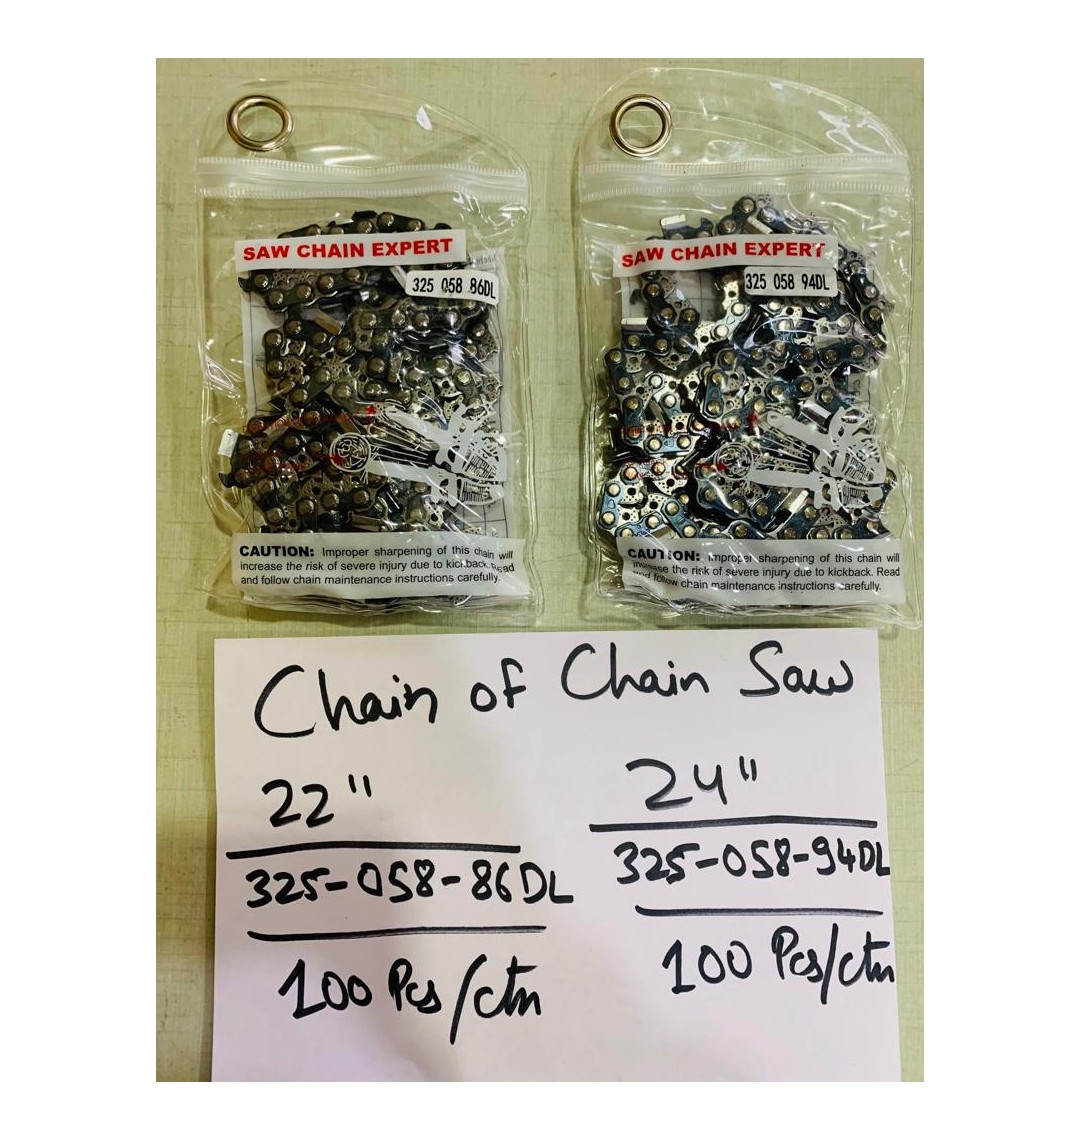 SAW CHAIN EXPERT
325 058 86DL
CAUTION: Improper sharpening of this chain will
increase the risk of severe injury due to kickback. Read
and follow chain maintenance instructions carefully.
SAW CHAIN EXPERT
325 058 94DL
CAUTION: Improper sharpening of this chain will
increase the risk of severe injury due to kickback. Read
and follow chain maintenance instructions carefully.
Chain of Chain Saw
22"
325-058-86DL
100 Pcs/ctn
24"
325-058-94DL
100 Pcs/ctn